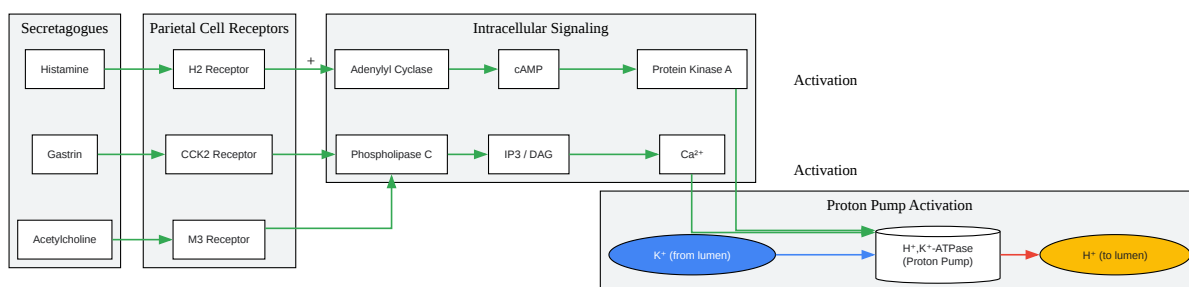 Secretagogues
Parietal Cell Receptors
Intracellular Signaling
Histamine
H2 Receptor
+
Adenylyl Cyclase
cAMP
Protein Kinase A
Activation
Gastrin
CCK2 Receptor
Phospholipase C
IP3 / DAG
Ca²⁺
Activation
Acetylcholine
M3 Receptor
Proton Pump Activation
K⁺ (from lumen)
H⁺,K⁺-ATPase
(Proton Pump)
H⁺ (to lumen)